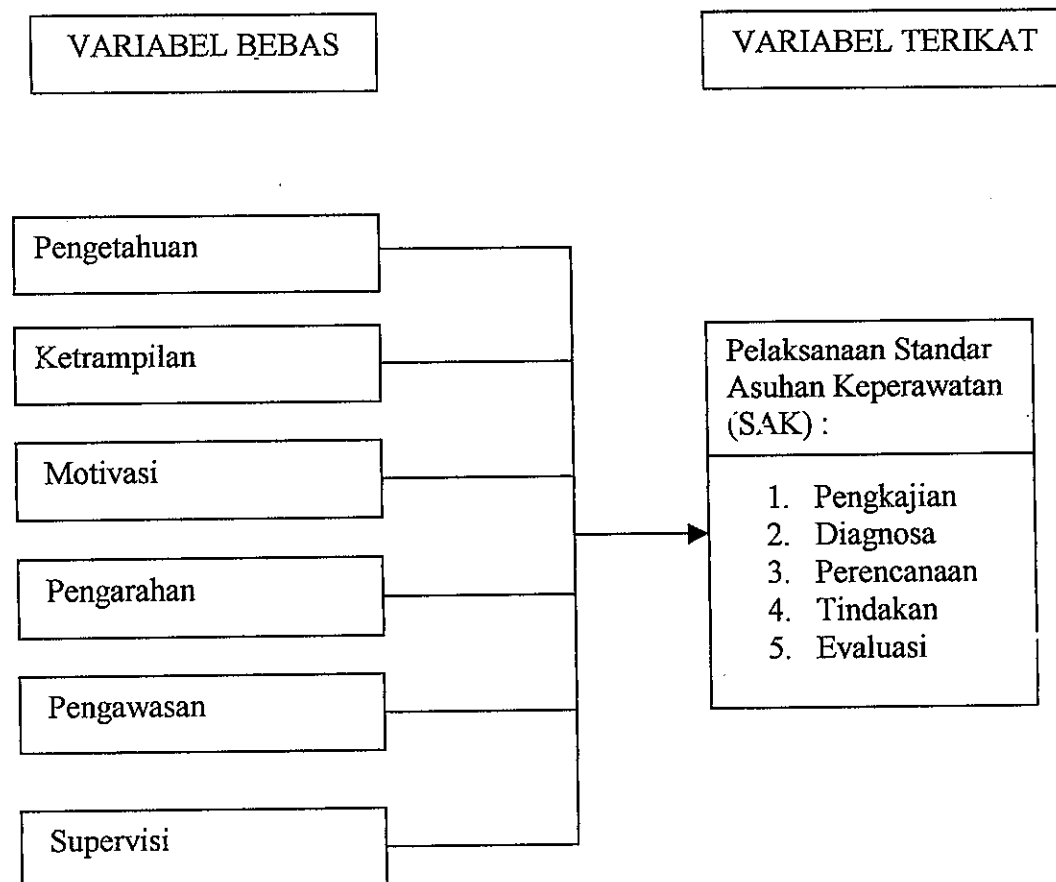 VARIABEL BEBAS
VARIABEL TERIKAT
Pengetahuan
Ketrampilan
Motivasi
Pengarahan
Pengawasan
Supervisi
Pelaksanaan Standar
Asuhan Keperawatan
(SAK) :
1. Pengkajian
2. Diagnosa
3. Perencanaan
4. Tindakan
5. Evaluasi